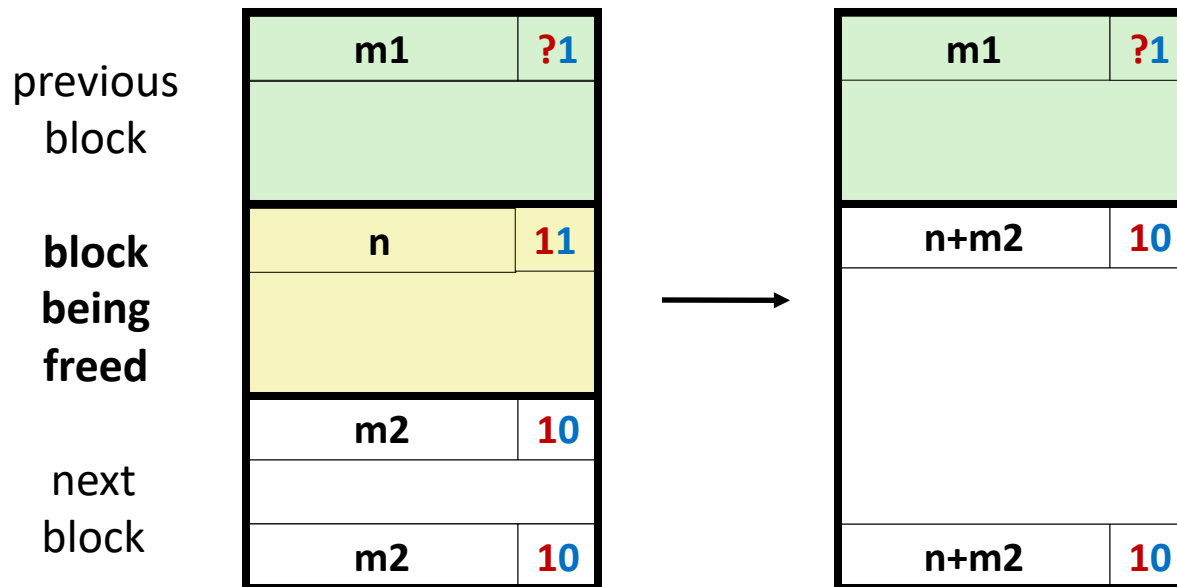 m1 ?1
m1 ?1
previous
block
block
being
freed
n 11
n+m2 10
m2 10
next
block
m2 10
n+m2 10